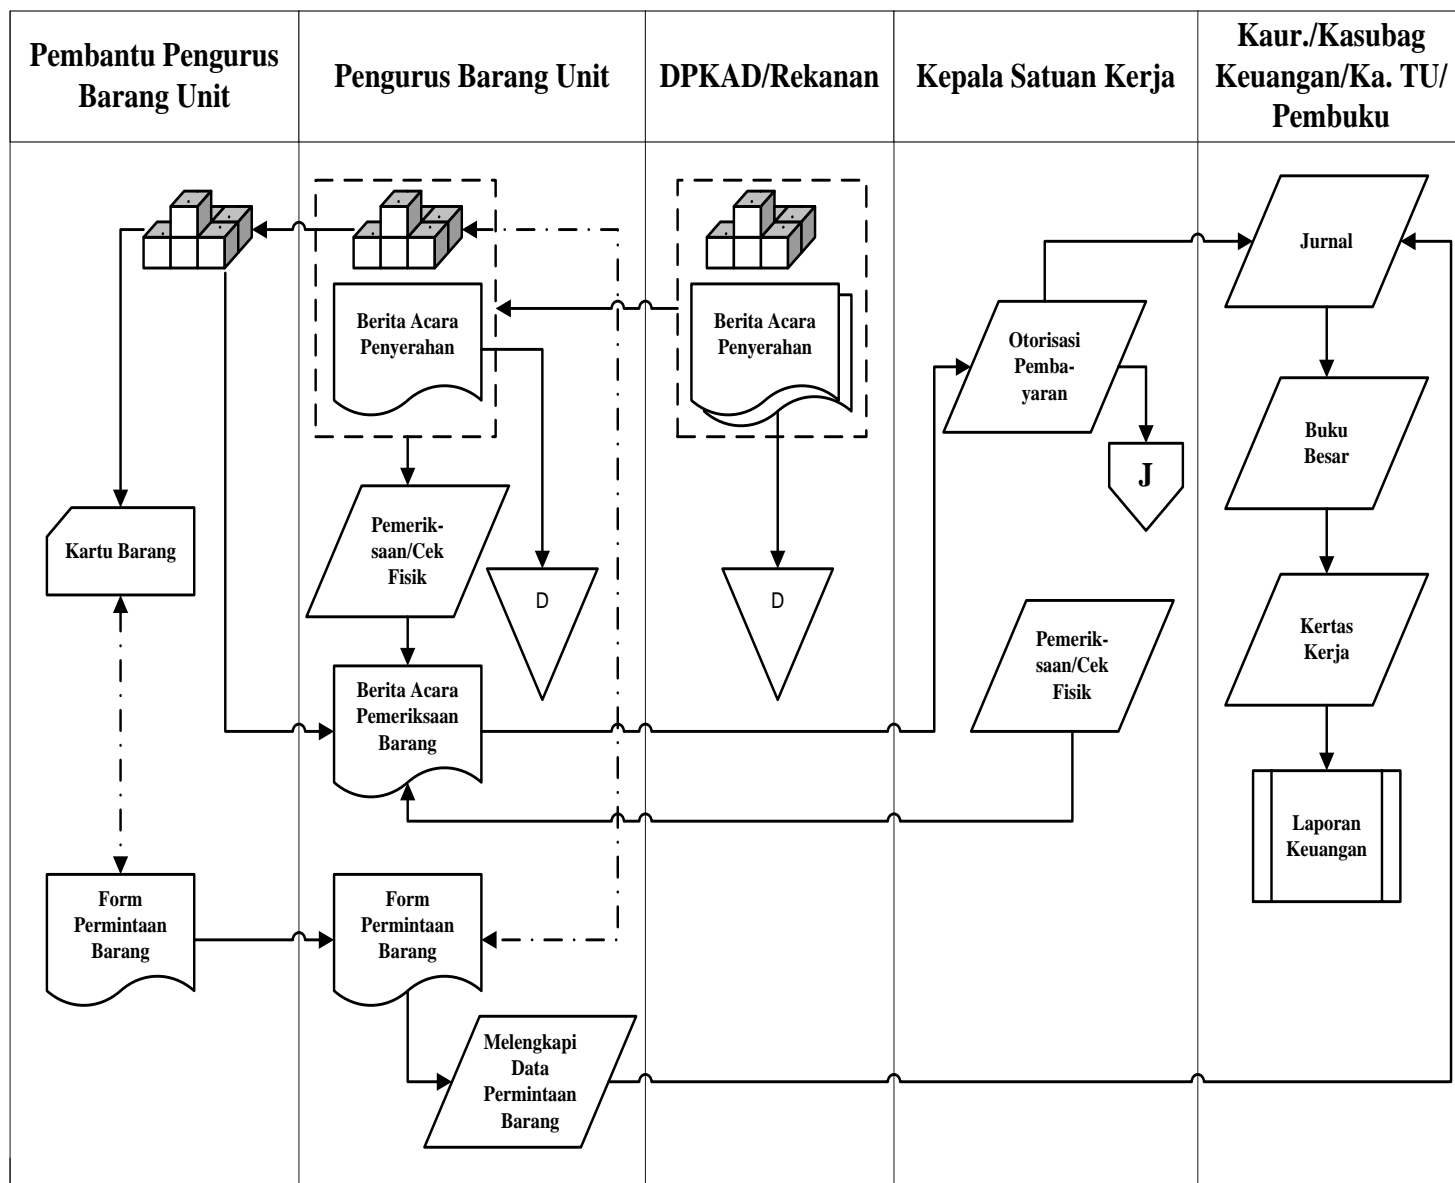 Pembantu Pengurus
Barang Unit
Pengurus Barang Unit
DPKAD/Rekanan
Kepala Satuan Kerja
Kaur./Kasubag
Keuangan/Ka. TU/
Pembuku
Berita Acara
Penyerahan
Berita Acara
Penyerahan
Otorisasi
Pemba-
yaran
J
Jurnal
Buku
Besar
Kartu Barang
Pemerik-
saan/Cek
Fisik
D
D
Pemerik-
saan/Cek
Fisik
Kertas
Kerja
Berita Acara
Pemeriksaan
Barang
Laporan
Keuangan
Form
Permintaan
Barang
Form
Permintaan
Barang
Melengkapi
Data
Permintaan
Barang